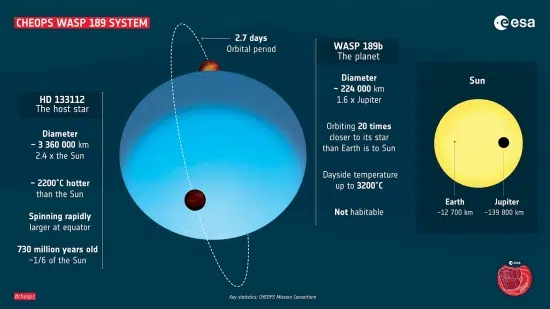 CHEOPS WASP 189 SYSTEM
esa
2.7 days
Orbital period
HD 133112
The host star
Diameter
~ 3 360 000 km
2.4 x the Sun
~ 2200°C hotter
than the Sun
Spinning rapidly
larger at equator
730 million years old
~1/6 of the Sun
WASP 189b
The planet
Diameter
~ 224 000 km
1.6 x Jupiter
Orbiting 20 times
closer to its star
than Earth is to Sun
Dayside temperature
up to 3200°C
Not habitable
Sun
Earth
~12 700 km
Jupiter
~139 800 km
#cheops
Key statistics: CHEOPS Mission Consortium
esa